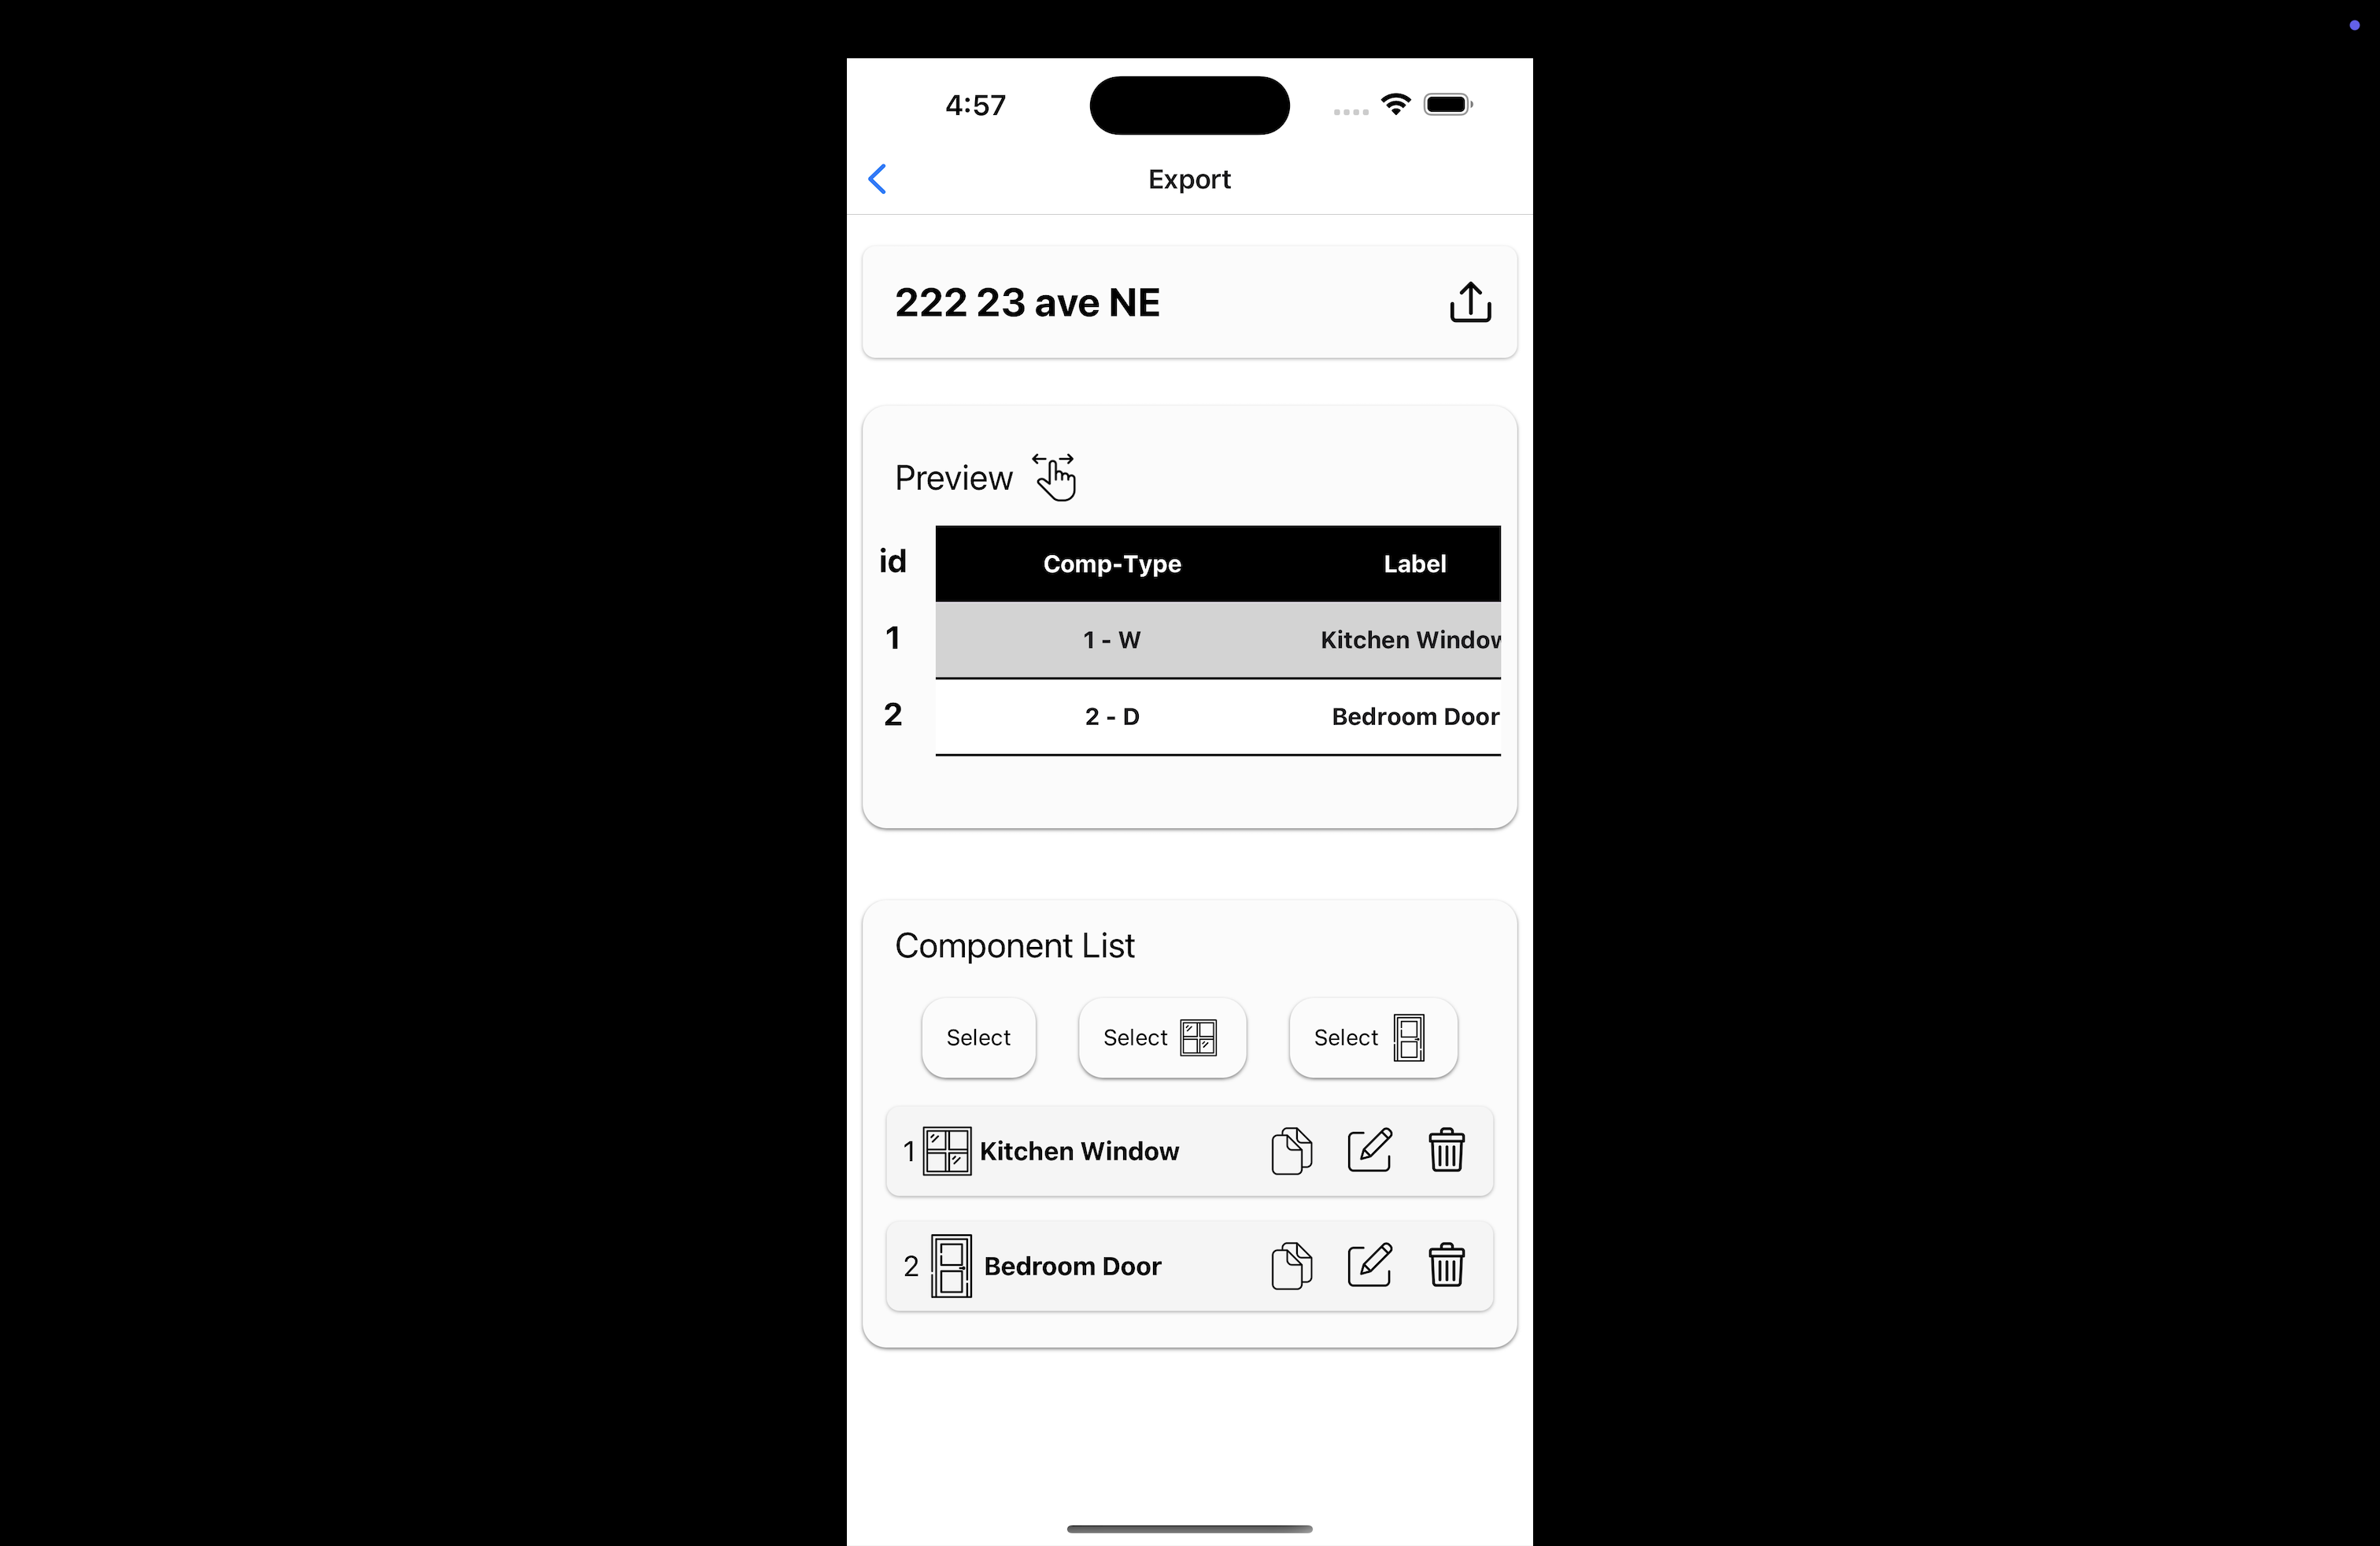 4:57
Export
222 23 ave NE
Preview
id Comp-Type Label
1 1 - W Kitchen Window
2 2 - D Bedroom Door
Component List
Select Select Select
1 Kitchen Window
2 Bedroom Door